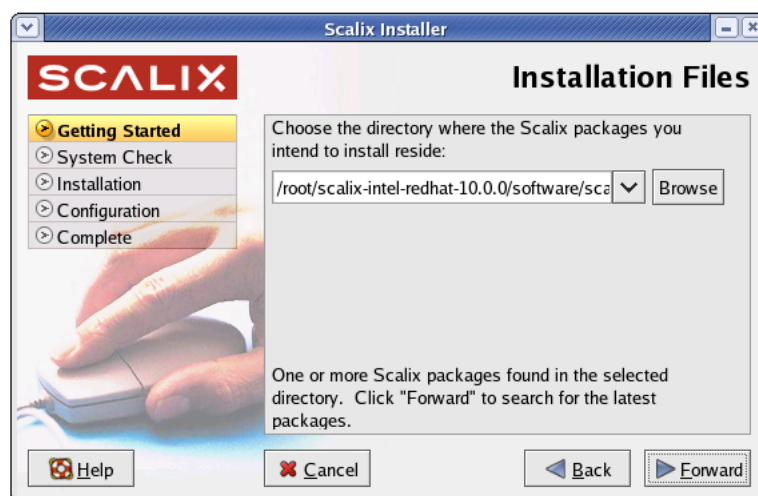 Scalix Installer
SCALIX
Installation Files
Getting Started
System Check
Installation
Configuration
Complete
Choose the directory where the Scalix packages you
intend to install reside:
/root/scalix-intel-redhat-10.0.0/software/sca
Browse
One or more Scalix packages found in the selected
directory. Click "Forward" to search for the latest
packages.
Help
Cancel
Back
Forward